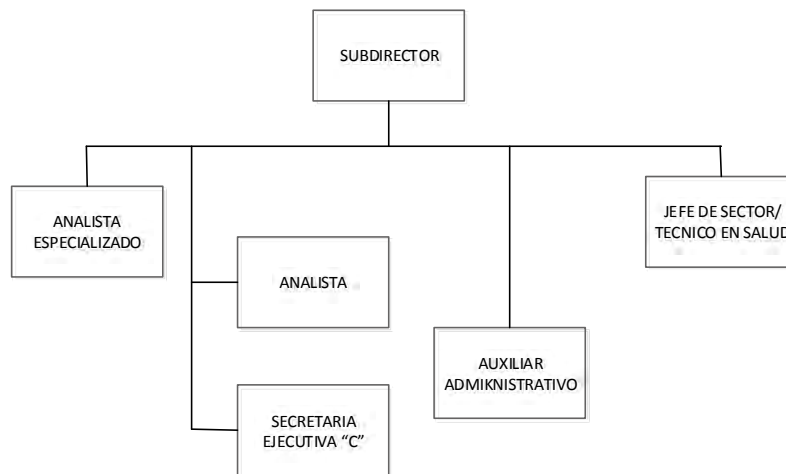 SUBDIRECTOR
ANALISTA
ESPECIALIZADO
JEFE DE SECTOR/
TECNICO EN SALUD
ANALISTA
AUXILIAR
ADMIKNISTRATIVO
SECRETARIA
EJECUTIVA “C”